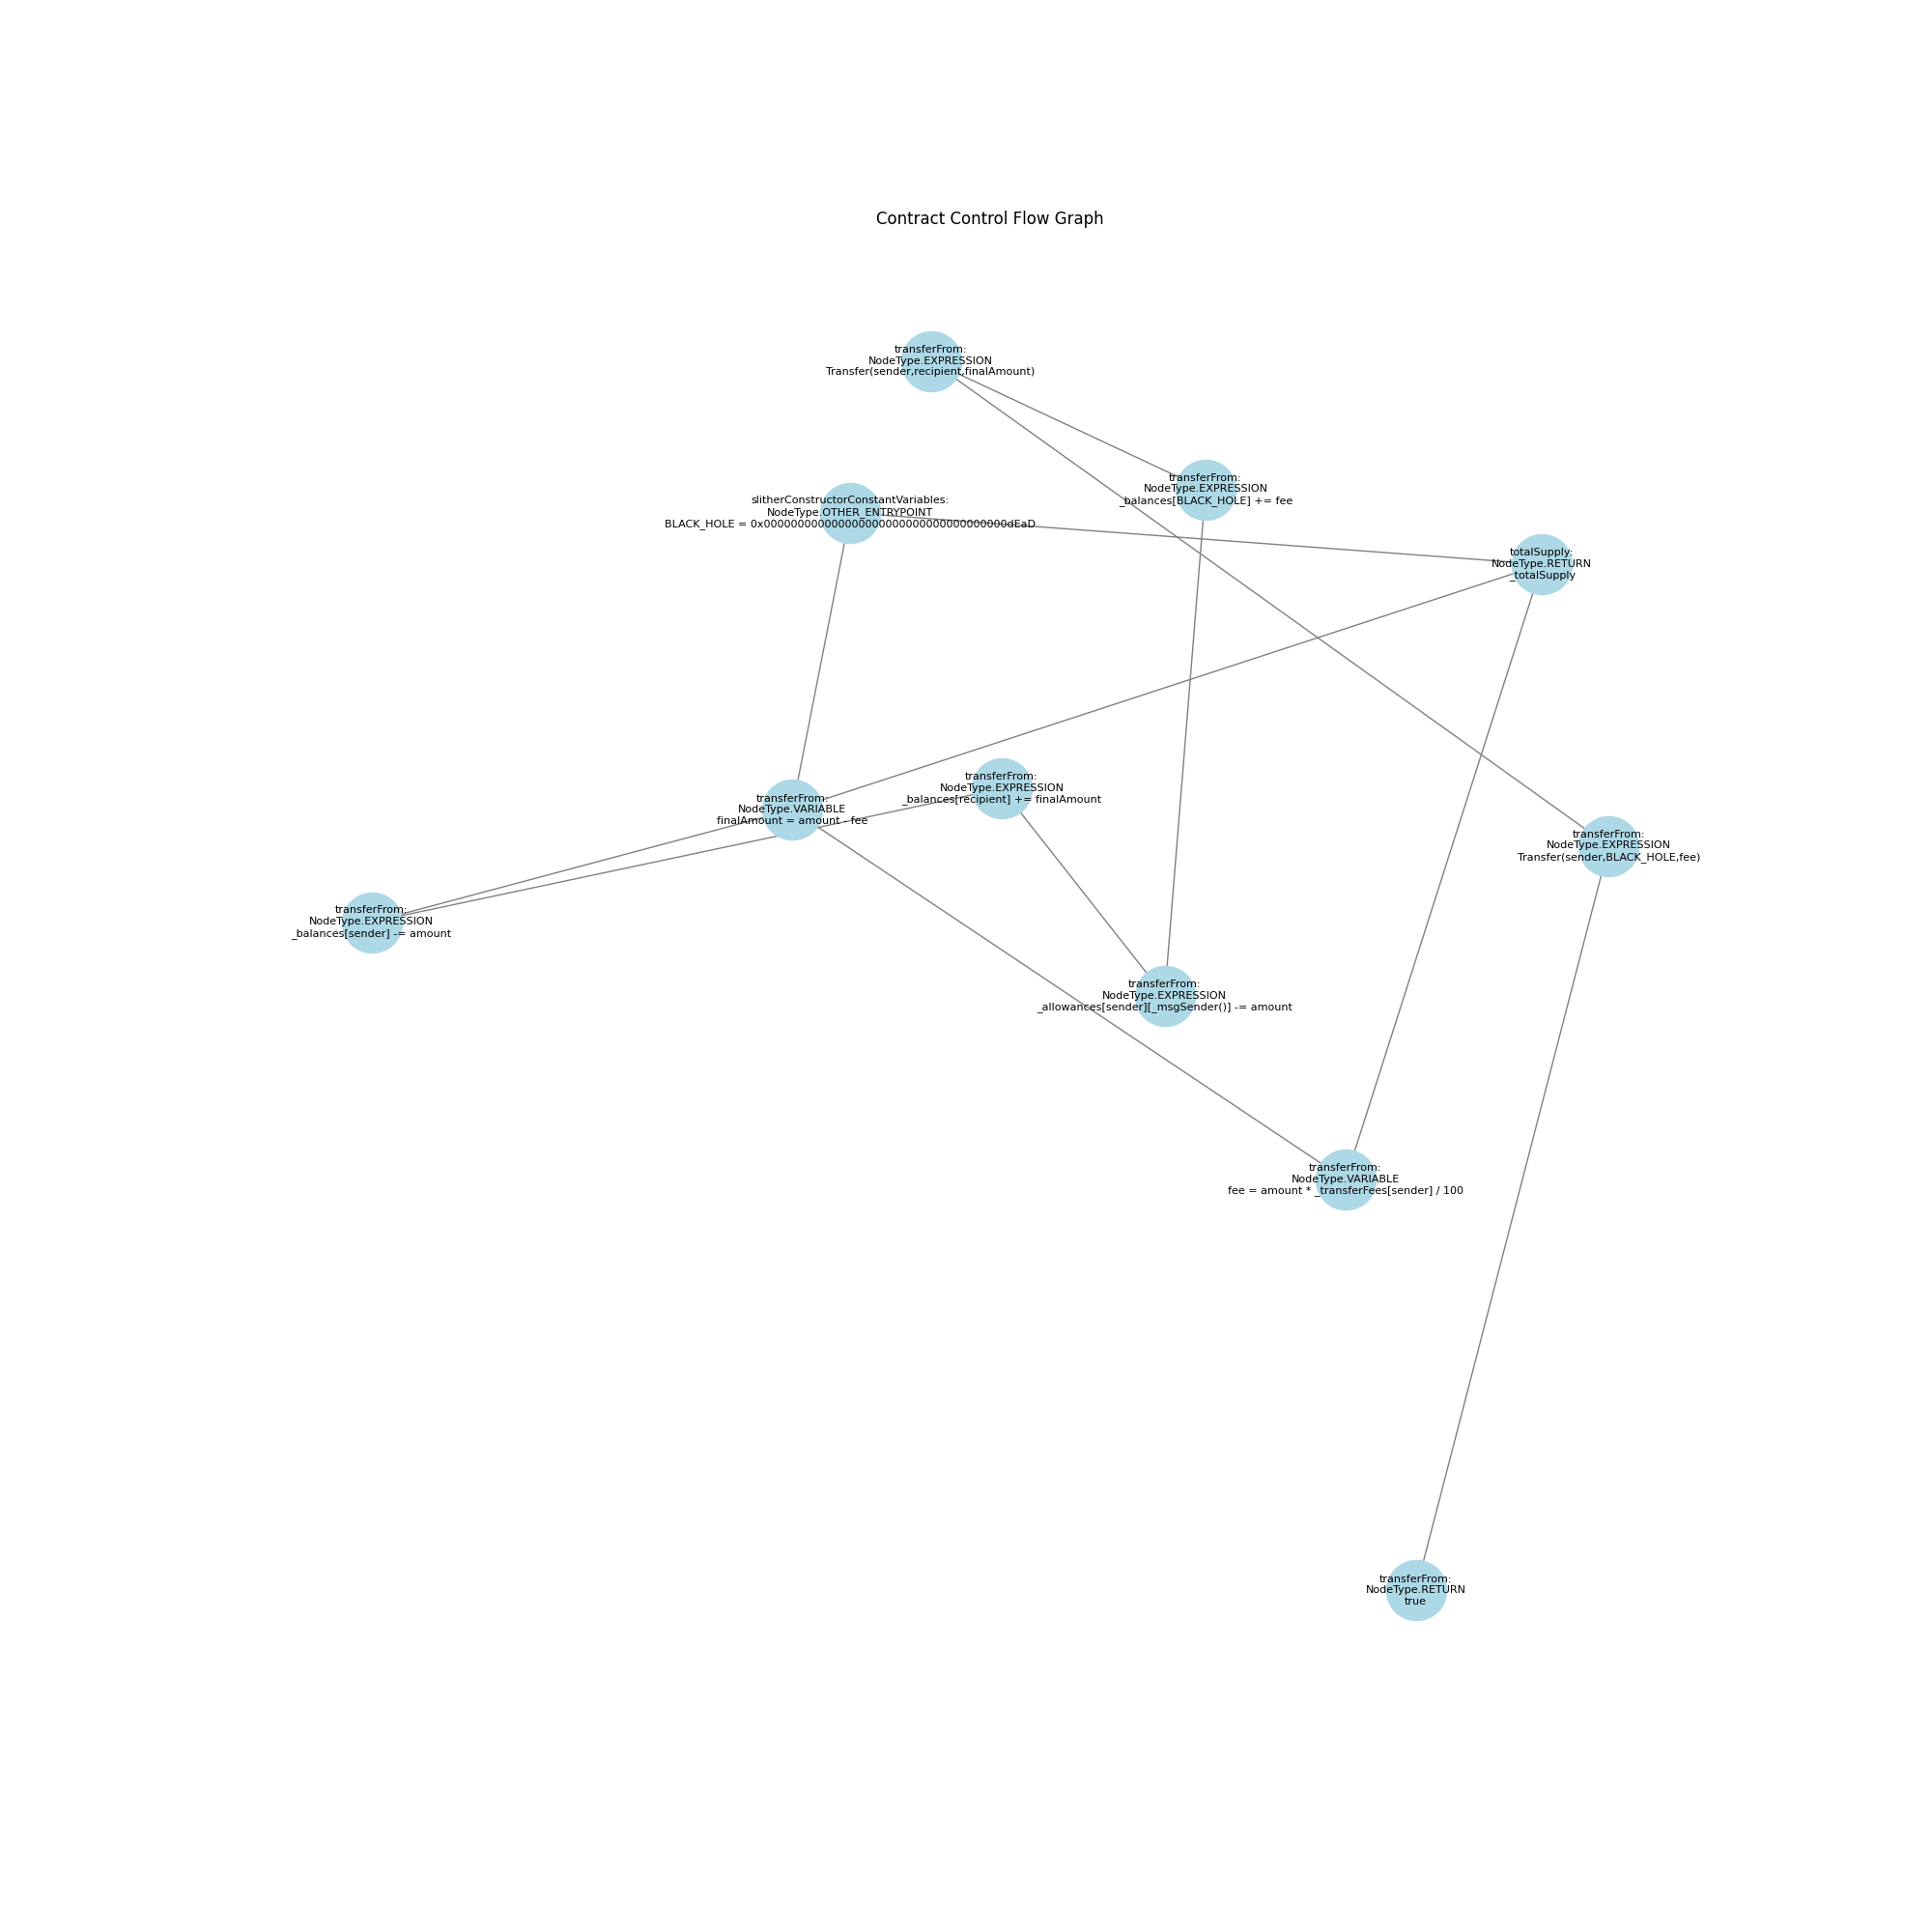 Contract Control Flow Graph
transferFrom:
NodeType.EXPRESSION
Transfer(sender,recipient,finalAmount)
transferFrom:
NodeType.EXPRESSION
_balances[BLACK_HOLE] += fee
slitherConstructorConstantVariables:
NodeType.OTHER_ENTRYPOINT
BLACK_HOLE = 0x000000000000000000000000000000000000dEaD
totalSupply:
NodeType.RETURN
_totalSupply
transferFrom:
NodeType.EXPRESSION
_balances[recipient] += finalAmount
transferFrom:
NodeType.VARIABLE
finalAmount = amount - fee
transferFrom:
NodeType.EXPRESSION
Transfer(sender,BLACK_HOLE,fee)
transferFrom:
NodeType.EXPRESSION
_balances[sender] -= amount
transferFrom:
NodeType.EXPRESSION
_allowances[sender][_msgSender()] -= amount
transferFrom:
NodeType.VARIABLE
fee = amount * _transferFees[sender] / 100
transferFrom:
NodeType.RETURN
true